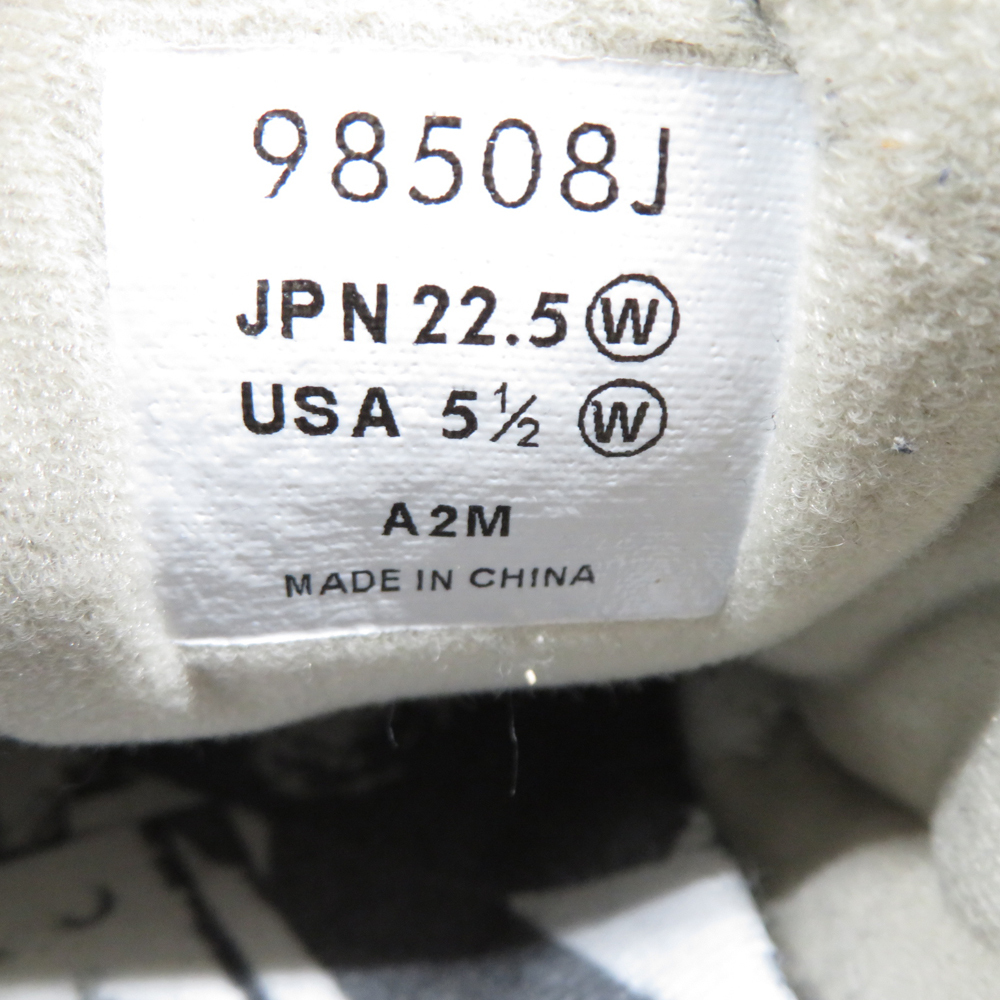 98508J
JPN 22.5 Ⓦ
USA 5½ Ⓦ
A2M
MADE IN CHINA